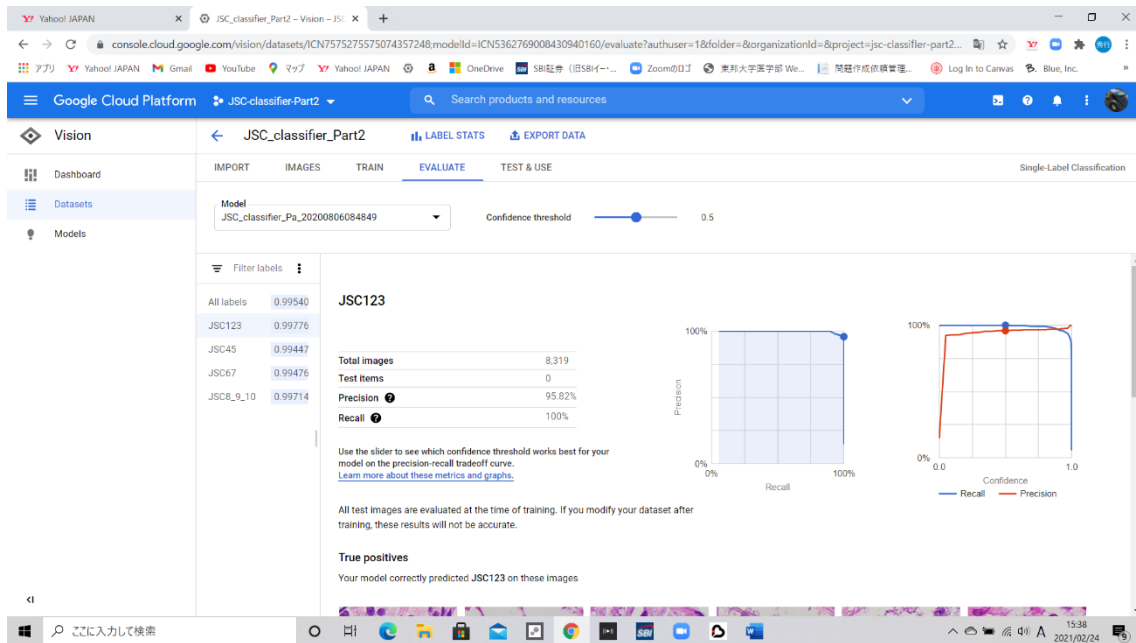 Yahoo! JAPAN
JSC_classifier_Part2 – Vision – JSC
console.cloud.google.com/vision/datasets/ICN7575275575074357248;modelId=ICN5362769008430940160/evaluate?authuser=1&folder=&organizationId=&project=jsc-classifier-part2...
アプリ Yahoo! JAPAN Gmail YouTube マップ Yahoo! JAPAN OneDrive SBI証券（旧SBIイー・... Zoomのロゴ 東邦大学医学部 We... 問題作成依頼管理... Log In to Canvas Blue, Inc. »
Google Cloud Platform JSC-classifier-Part2 Search products and resources
Vision JSC_classifier_Part2 LABEL STATS EXPORT DATA
IMPORT IMAGES TRAIN EVALUATE TEST & USE Single-Label Classification
Dashboard
Datasets
Models
Model
JSC_classifier_Pa_20200806084849
Confidence threshold 0.5
Filter labels
All labels 0.99540
JSC123 0.99776
JSC45 0.99447
JSC67 0.99476
JSC8_9_10 0.99714
JSC123
Total images 8,319
Test items 0
Precision 95.82%
Recall 100%
Use the slider to see which confidence threshold works best for your
model on the precision-recall tradeoff curve.
Learn more about these metrics and graphs.
100%
Precision
0%
0% 100%
Recall
100%
0%
0.0 1.0
Confidence
Recall Precision
All test images are evaluated at the time of training. If you modify your dataset after
training, these results will not be accurate.
True positives
Your model correctly predicted JSC123 on these images
ここに入力して検索
SBI
A
15:38
2021/02/24